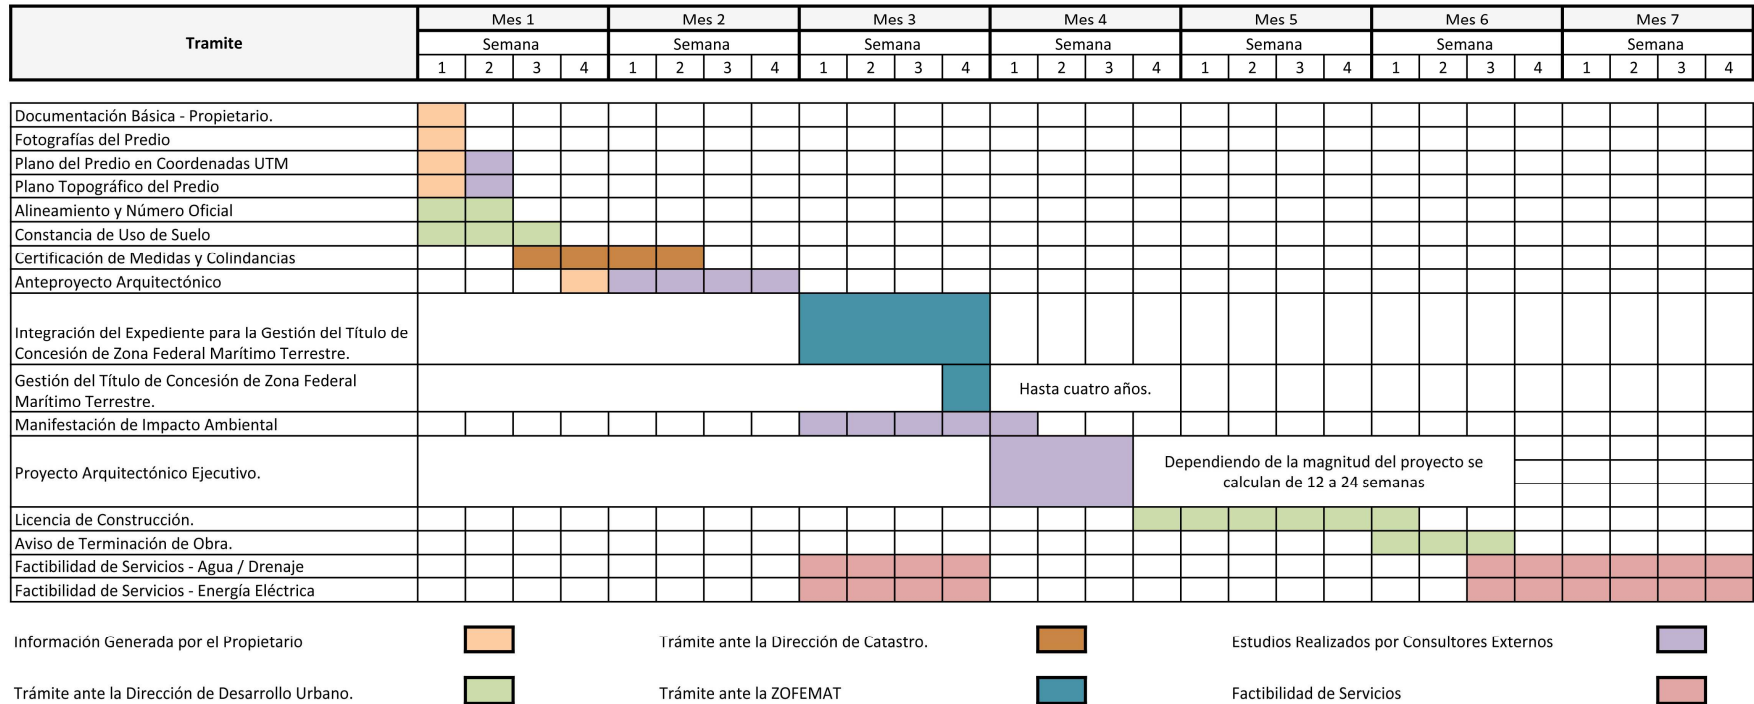 Tramite
Mes 1 Mes 2 Mes 3 Mes 4 Mes 5 Mes 6 Mes 7
Semana Semana Semana Semana Semana Semana Semana
1 2 3 4 1 2 3 4 1 2 3 4 1 2 3 4 1 2 3 4 1 2 3 4 1 2 3 4
Documentación Básica - Propietario.
Fotografías del Predio
Plano del Predio en Coordenadas UTM
Plano Topográfico del Predio
Alineamiento y Número Oficial
Constancia de Uso de Suelo
Certificación de Medidas y Colindancias
Anteproyecto Arquitectónico
Integración del Expediente para la Gestión del Título de
Concesión de Zona Federal Marítimo Terrestre.
Gestión del Título de Concesión de Zona Federal
Marítimo Terrestre.
Hasta cuatro años.
Manifestación de Impacto Ambiental
Proyecto Arquitectónico Ejecutivo.
Dependiendo de la magnitud del proyecto se
calculan de 12 a 24 semanas
Licencia de Construcción.
Aviso de Terminación de Obra.
Factibilidad de Servicios - Agua / Drenaje
Factibilidad de Servicios - Energía Eléctrica
Información Generada por el Propietario
Trámite ante la Dirección de Catastro.
Estudios Realizados por Consultores Externos
Trámite ante la Dirección de Desarrollo Urbano.
Trámite ante la ZOFEMAT
Factibilidad de Servicios